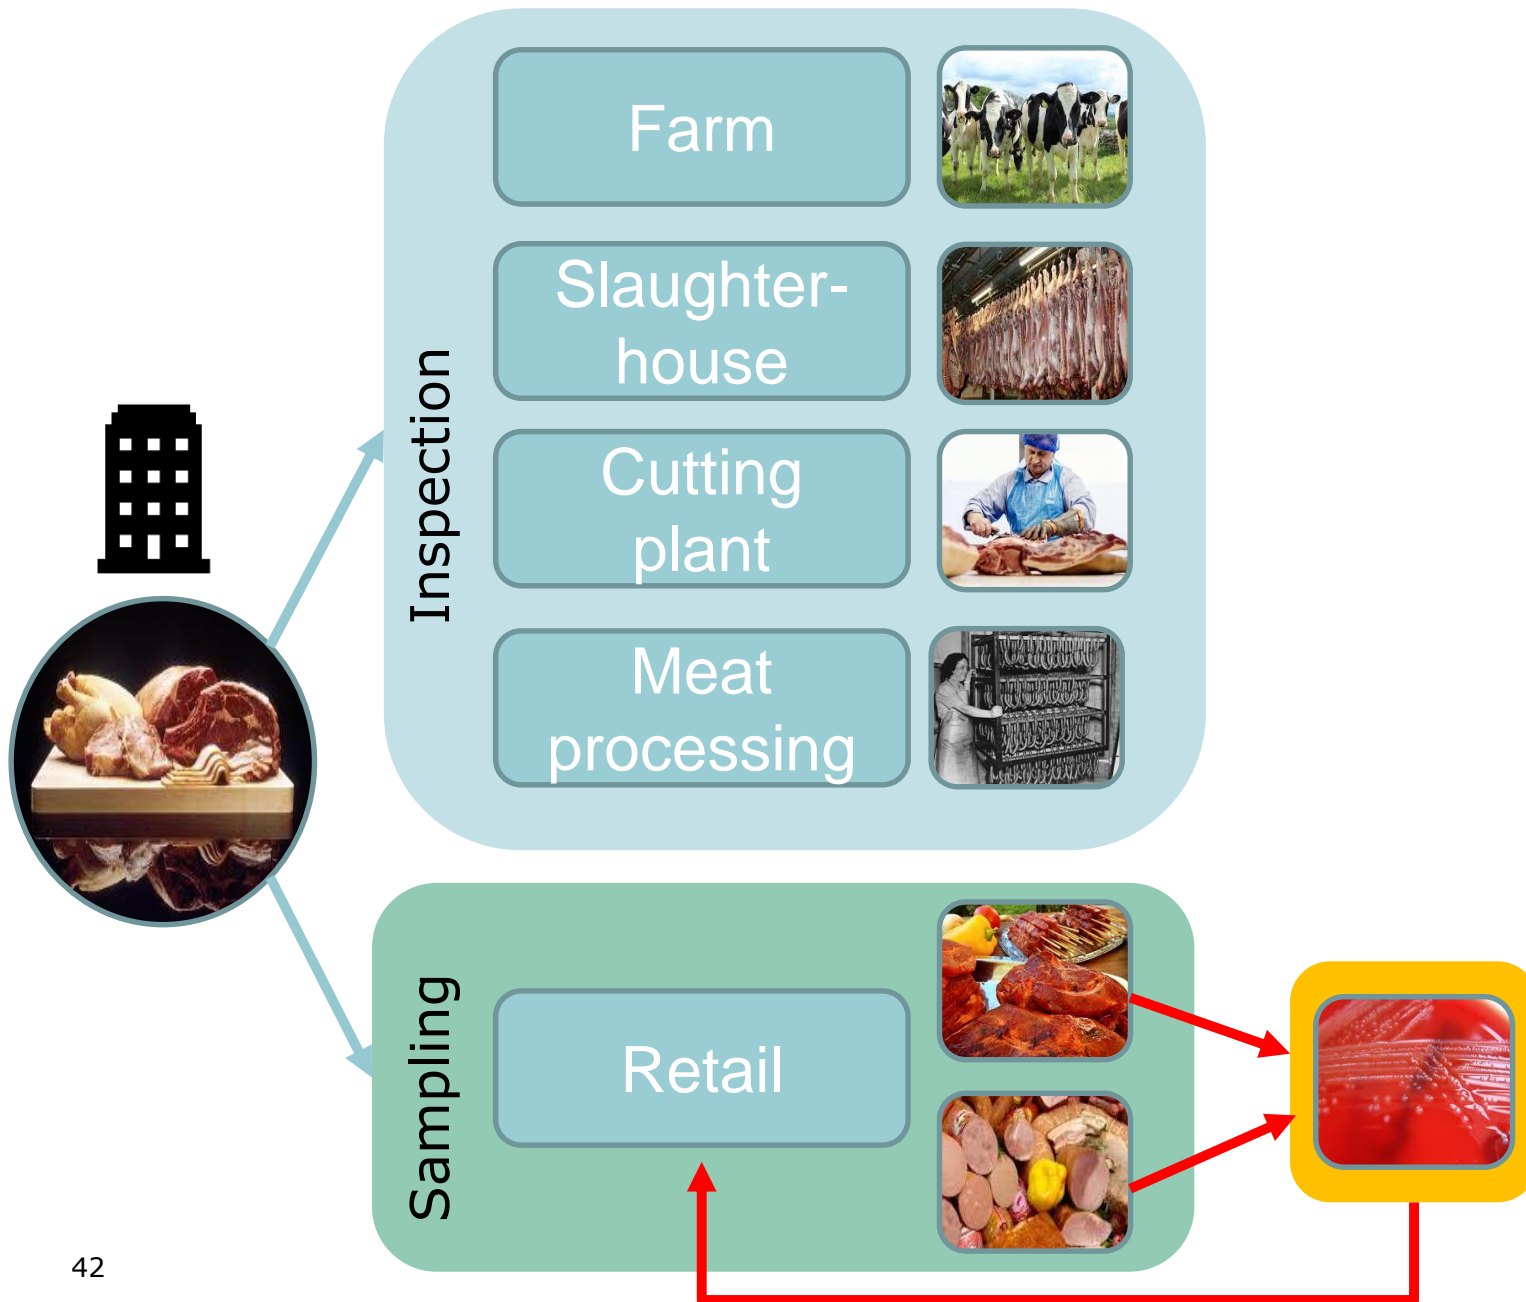 Farm
Slaughter-
house
Cutting
plant
Meat
processing
Inspection
Retail
Sampling
42